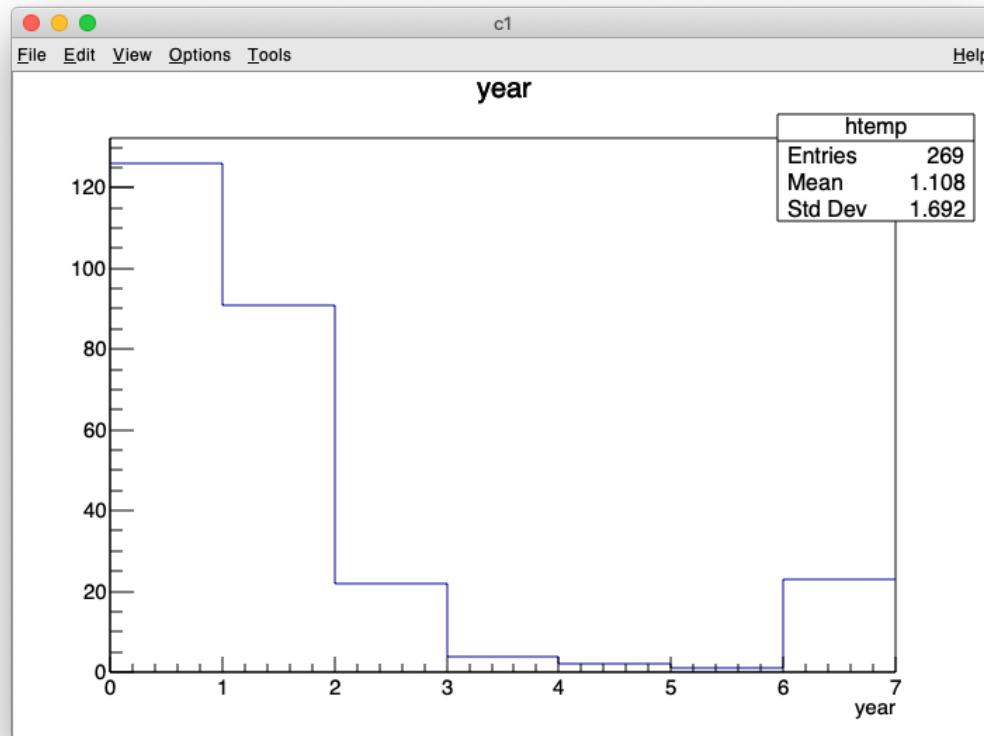 c1
File Edit View Options Tools Help
year
htemp
Entries 269
Mean 1.108
Std Dev 1.692
120
100
80
60
40
20
0
0 1 2 3 4 5 6 7
year